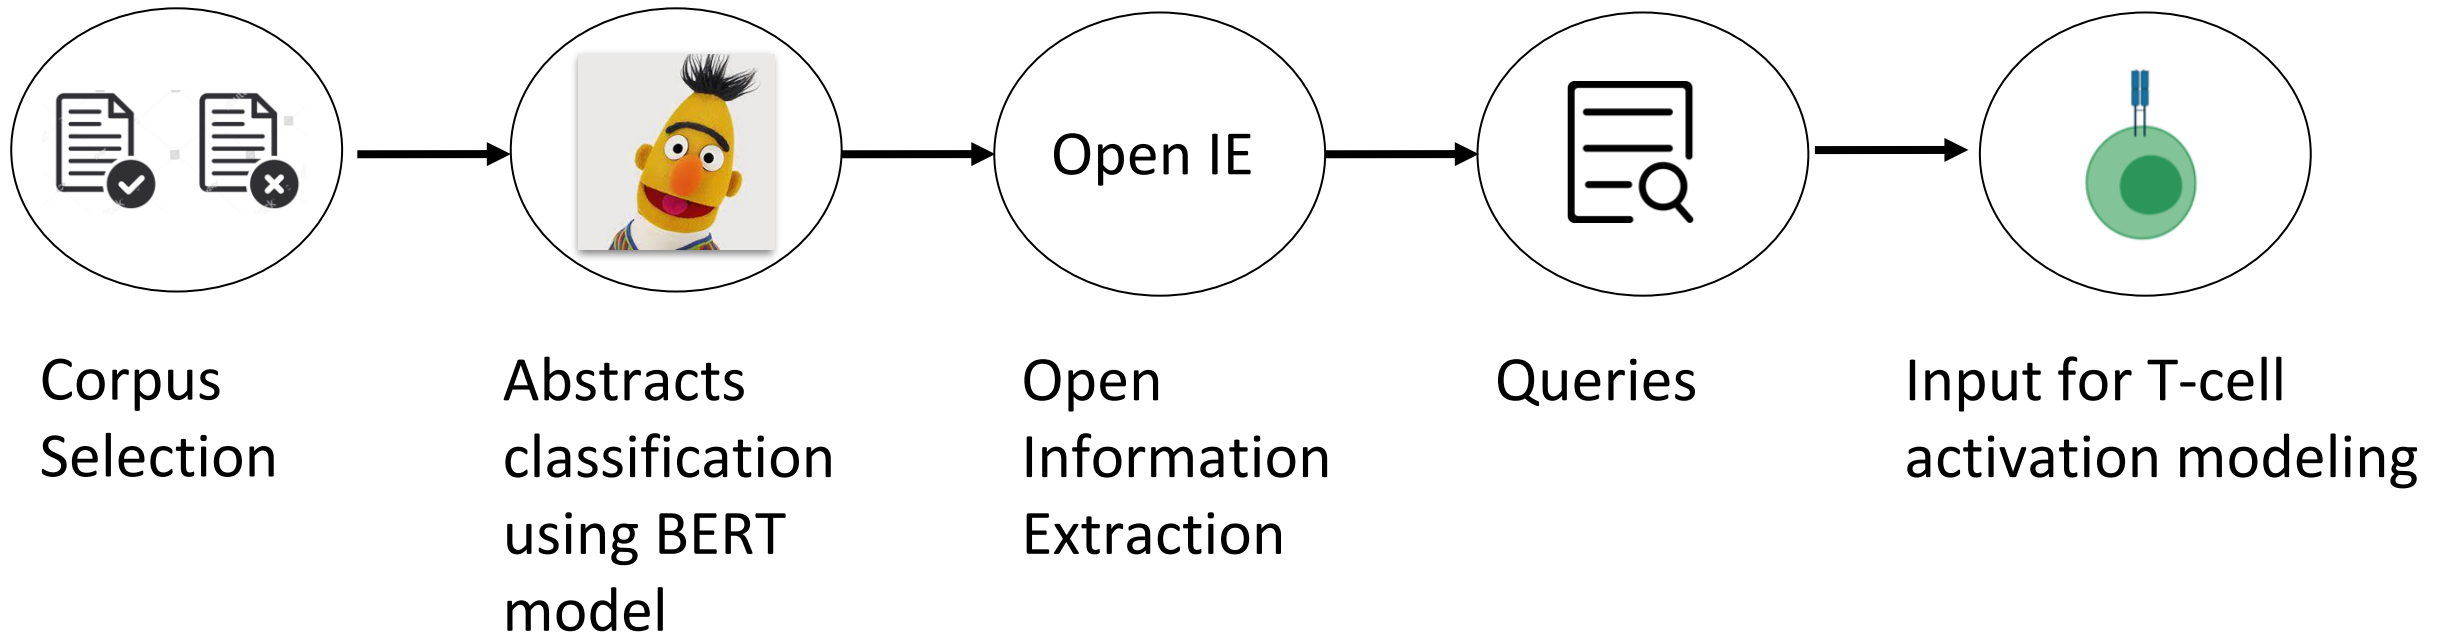 Open IE
Corpus
Selection
Abstracts
classification
using BERT
model
Open
Information
Extraction
Queries
Input for T-cell
activation modeling